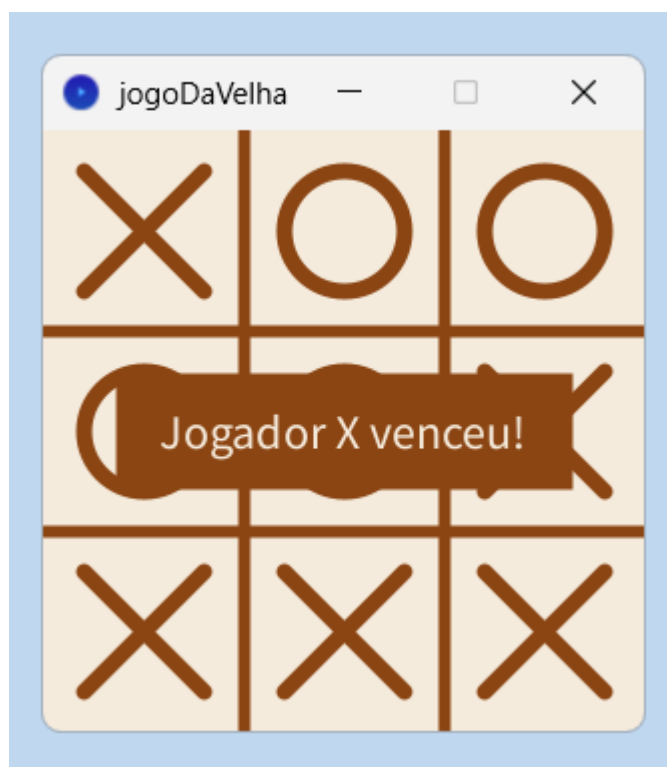 jogoDaVelha
X O O
O O X
Jogador X venceu!
X X X